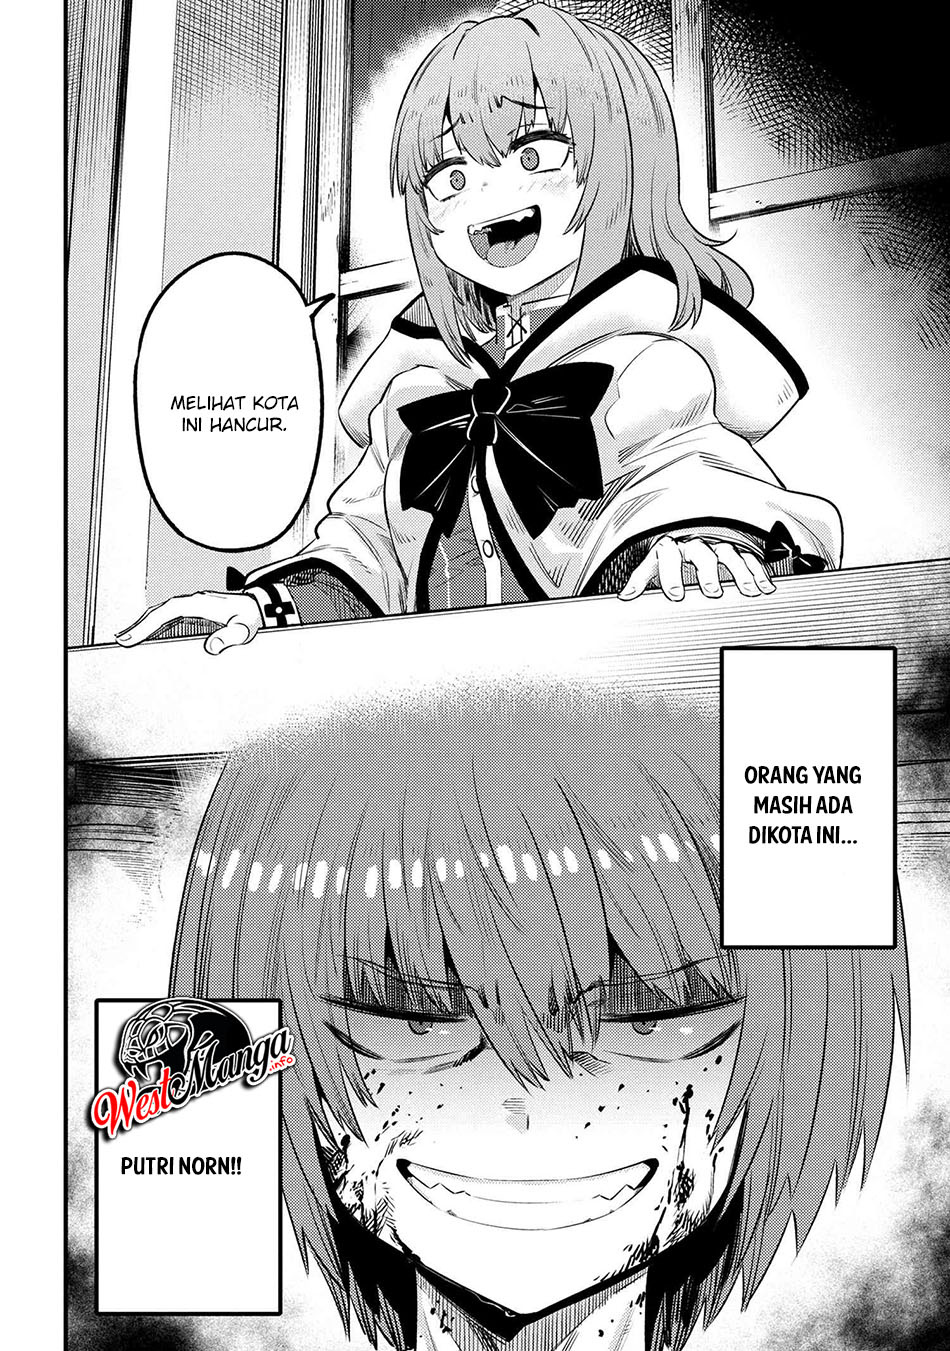 MELIHAT KOTA
INI HANCUR.
ORANG YANG
MASIH ADA
DIKOTA INI...
WESTMANGA
.info
PUTRI NORN!!